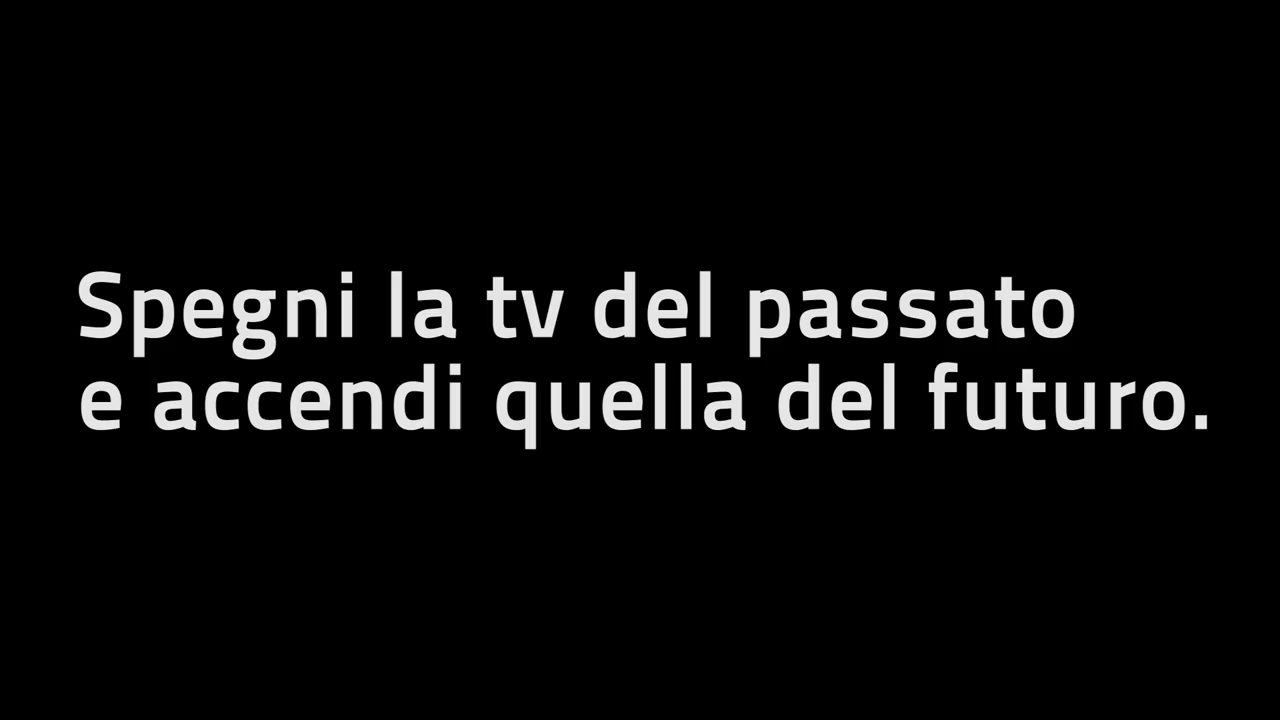 Spegni la tv del passato
e accendi quella del futuro.